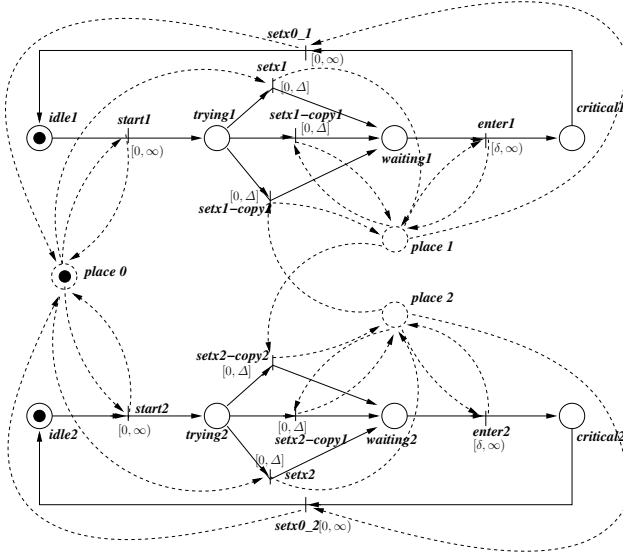 setx0_1
[0, ∞)
setx1
[0, Δ]
idle1
start1
trying1
setx1−copy1
enter1
critical1
[0, Δ]
[0, ∞)
waiting1
[δ, ∞)
[0, Δ]
setx1−copy2
place 1
place 0
place 2
setx2−copy2
[0, Δ]
idle2
start2
[0, ∞)
trying2
[0, Δ]
setx2−copy1
waiting2
enter2
[δ, ∞)
critical2
[0, Δ]
setx2
setx0_2[0, ∞)